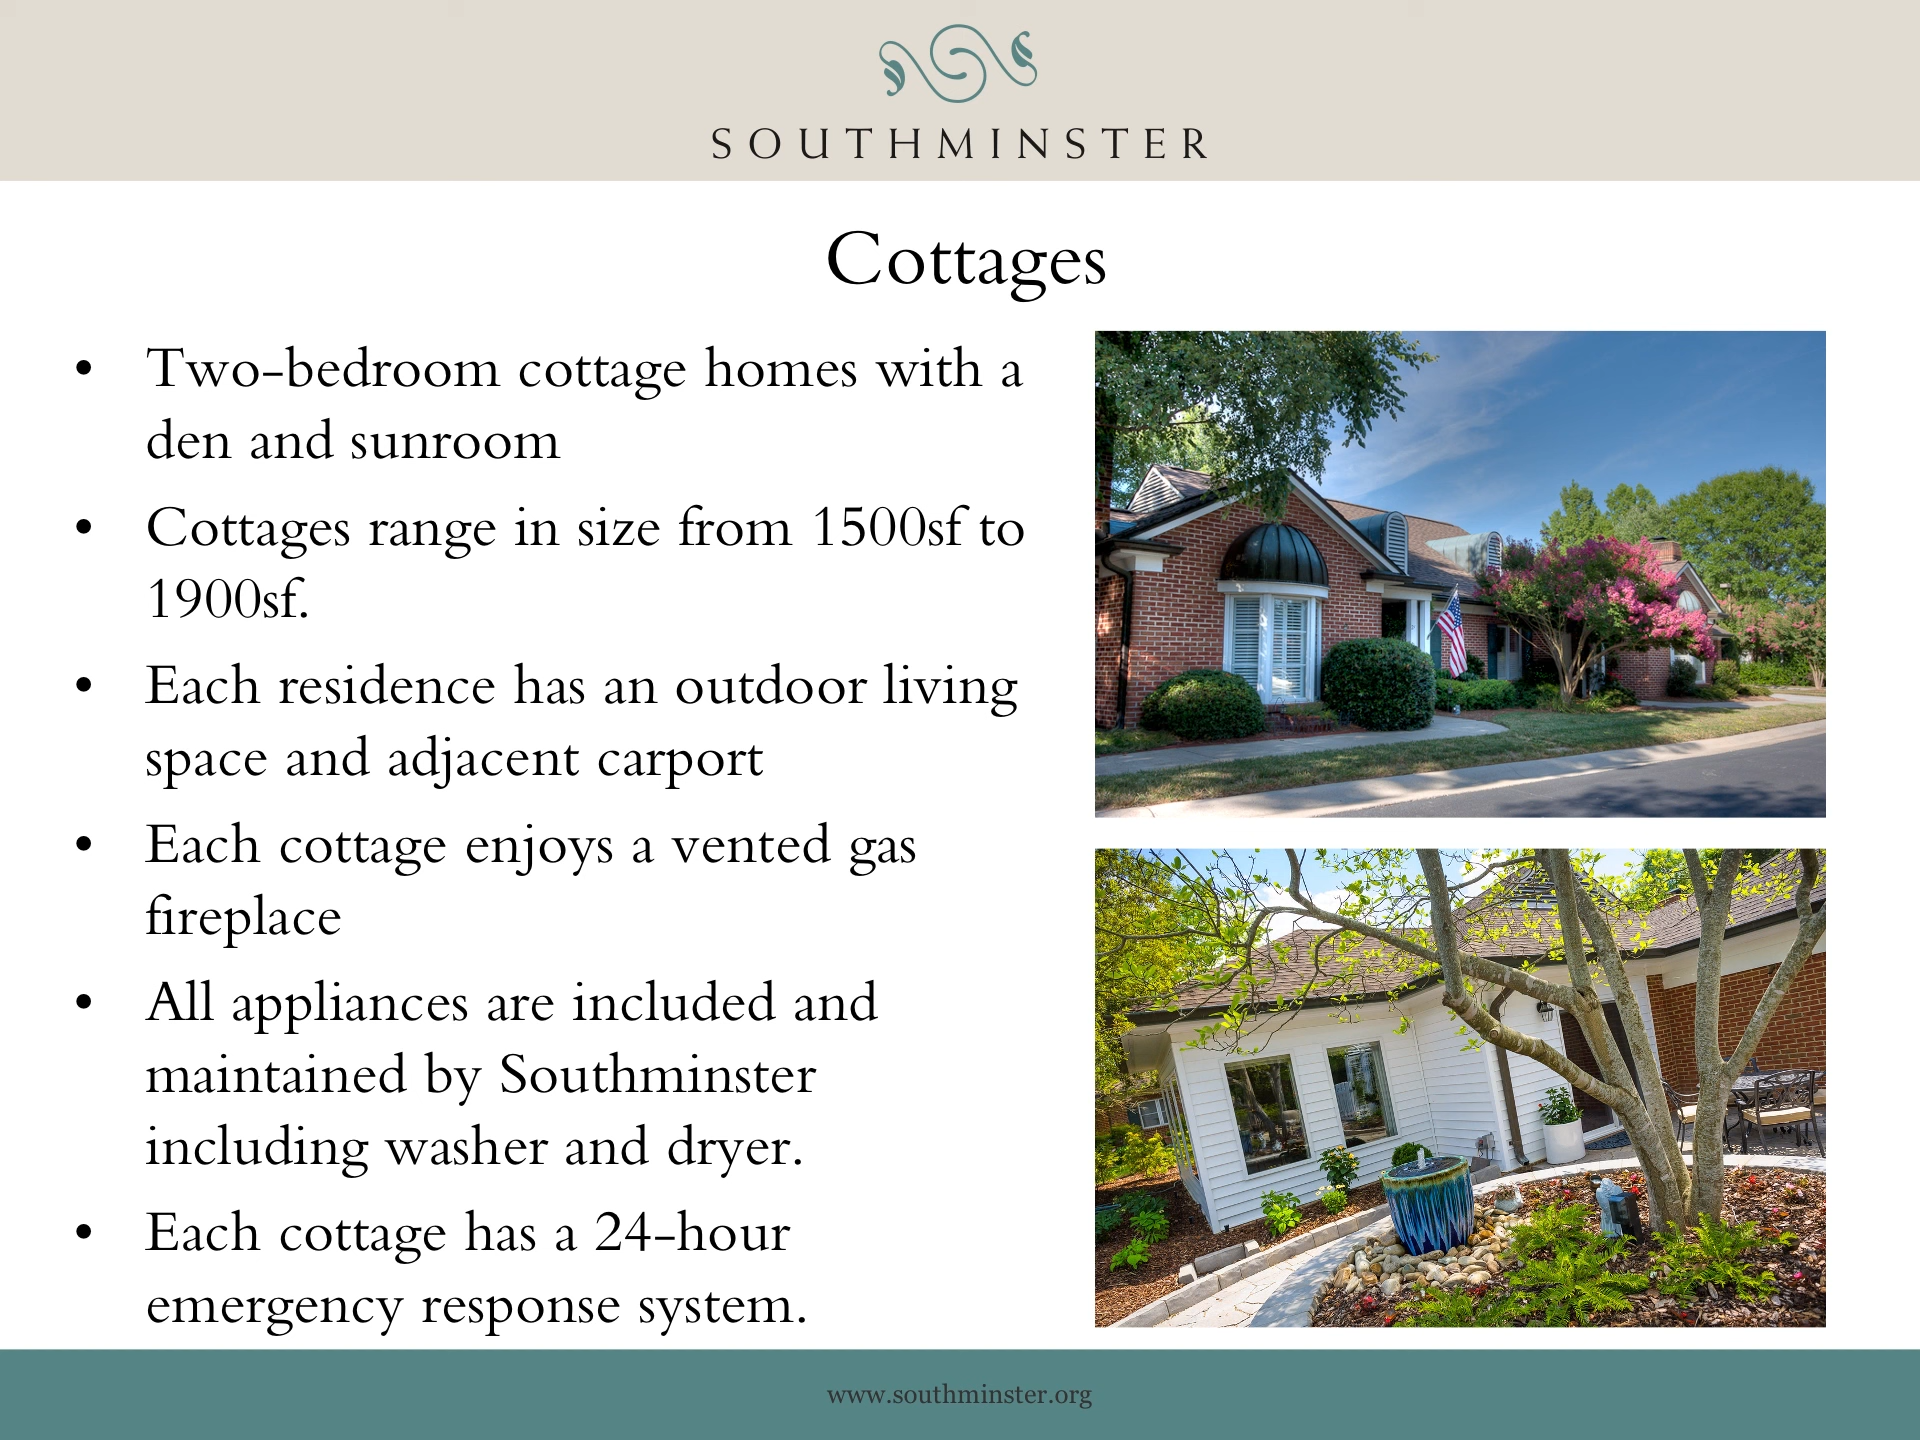 SOUTHMINSTER
Cottages
• Two-bedroom cottage homes with a
den and sunroom
• Cottages range in size from 1500sf to
1900sf.
• Each residence has an outdoor living
space and adjacent carport
• Each cottage enjoys a vented gas
fireplace
• All appliances are included and
maintained by Southminster
including washer and dryer.
• Each cottage has a 24-hour
emergency response system.
www.southminster.org